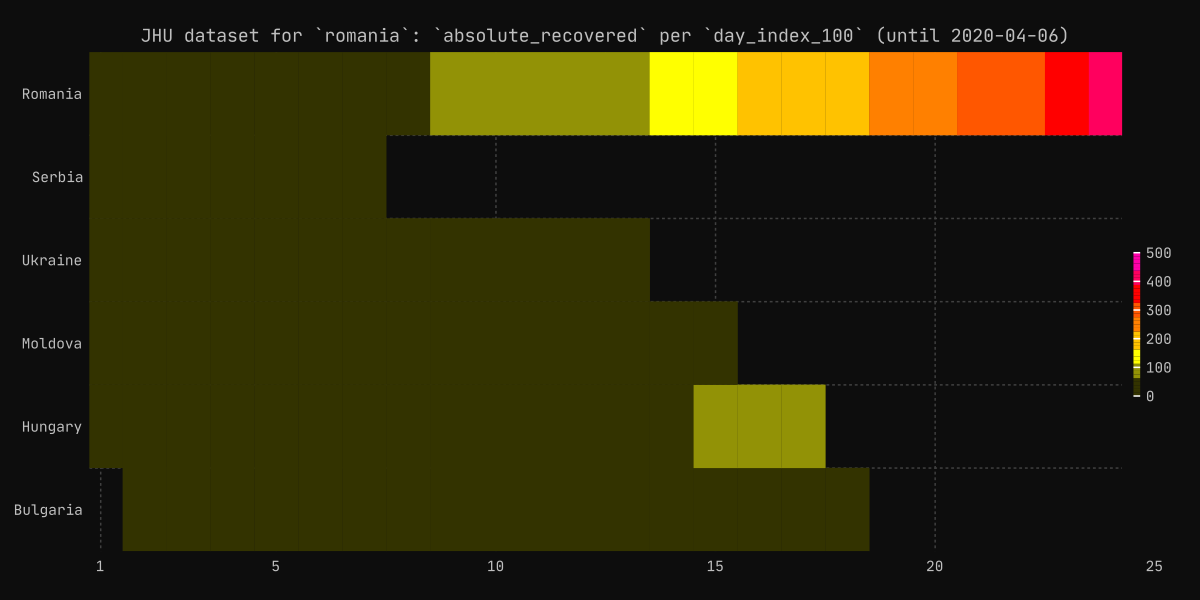 JHU dataset for `romania`: `absolute_recovered` per `day_index_100` (until 2020-04-06)
Romania
Serbia
Ukraine
Moldova
Hungary
Bulgaria
500
400
300
200
100
0
1 5 10 15 20 25